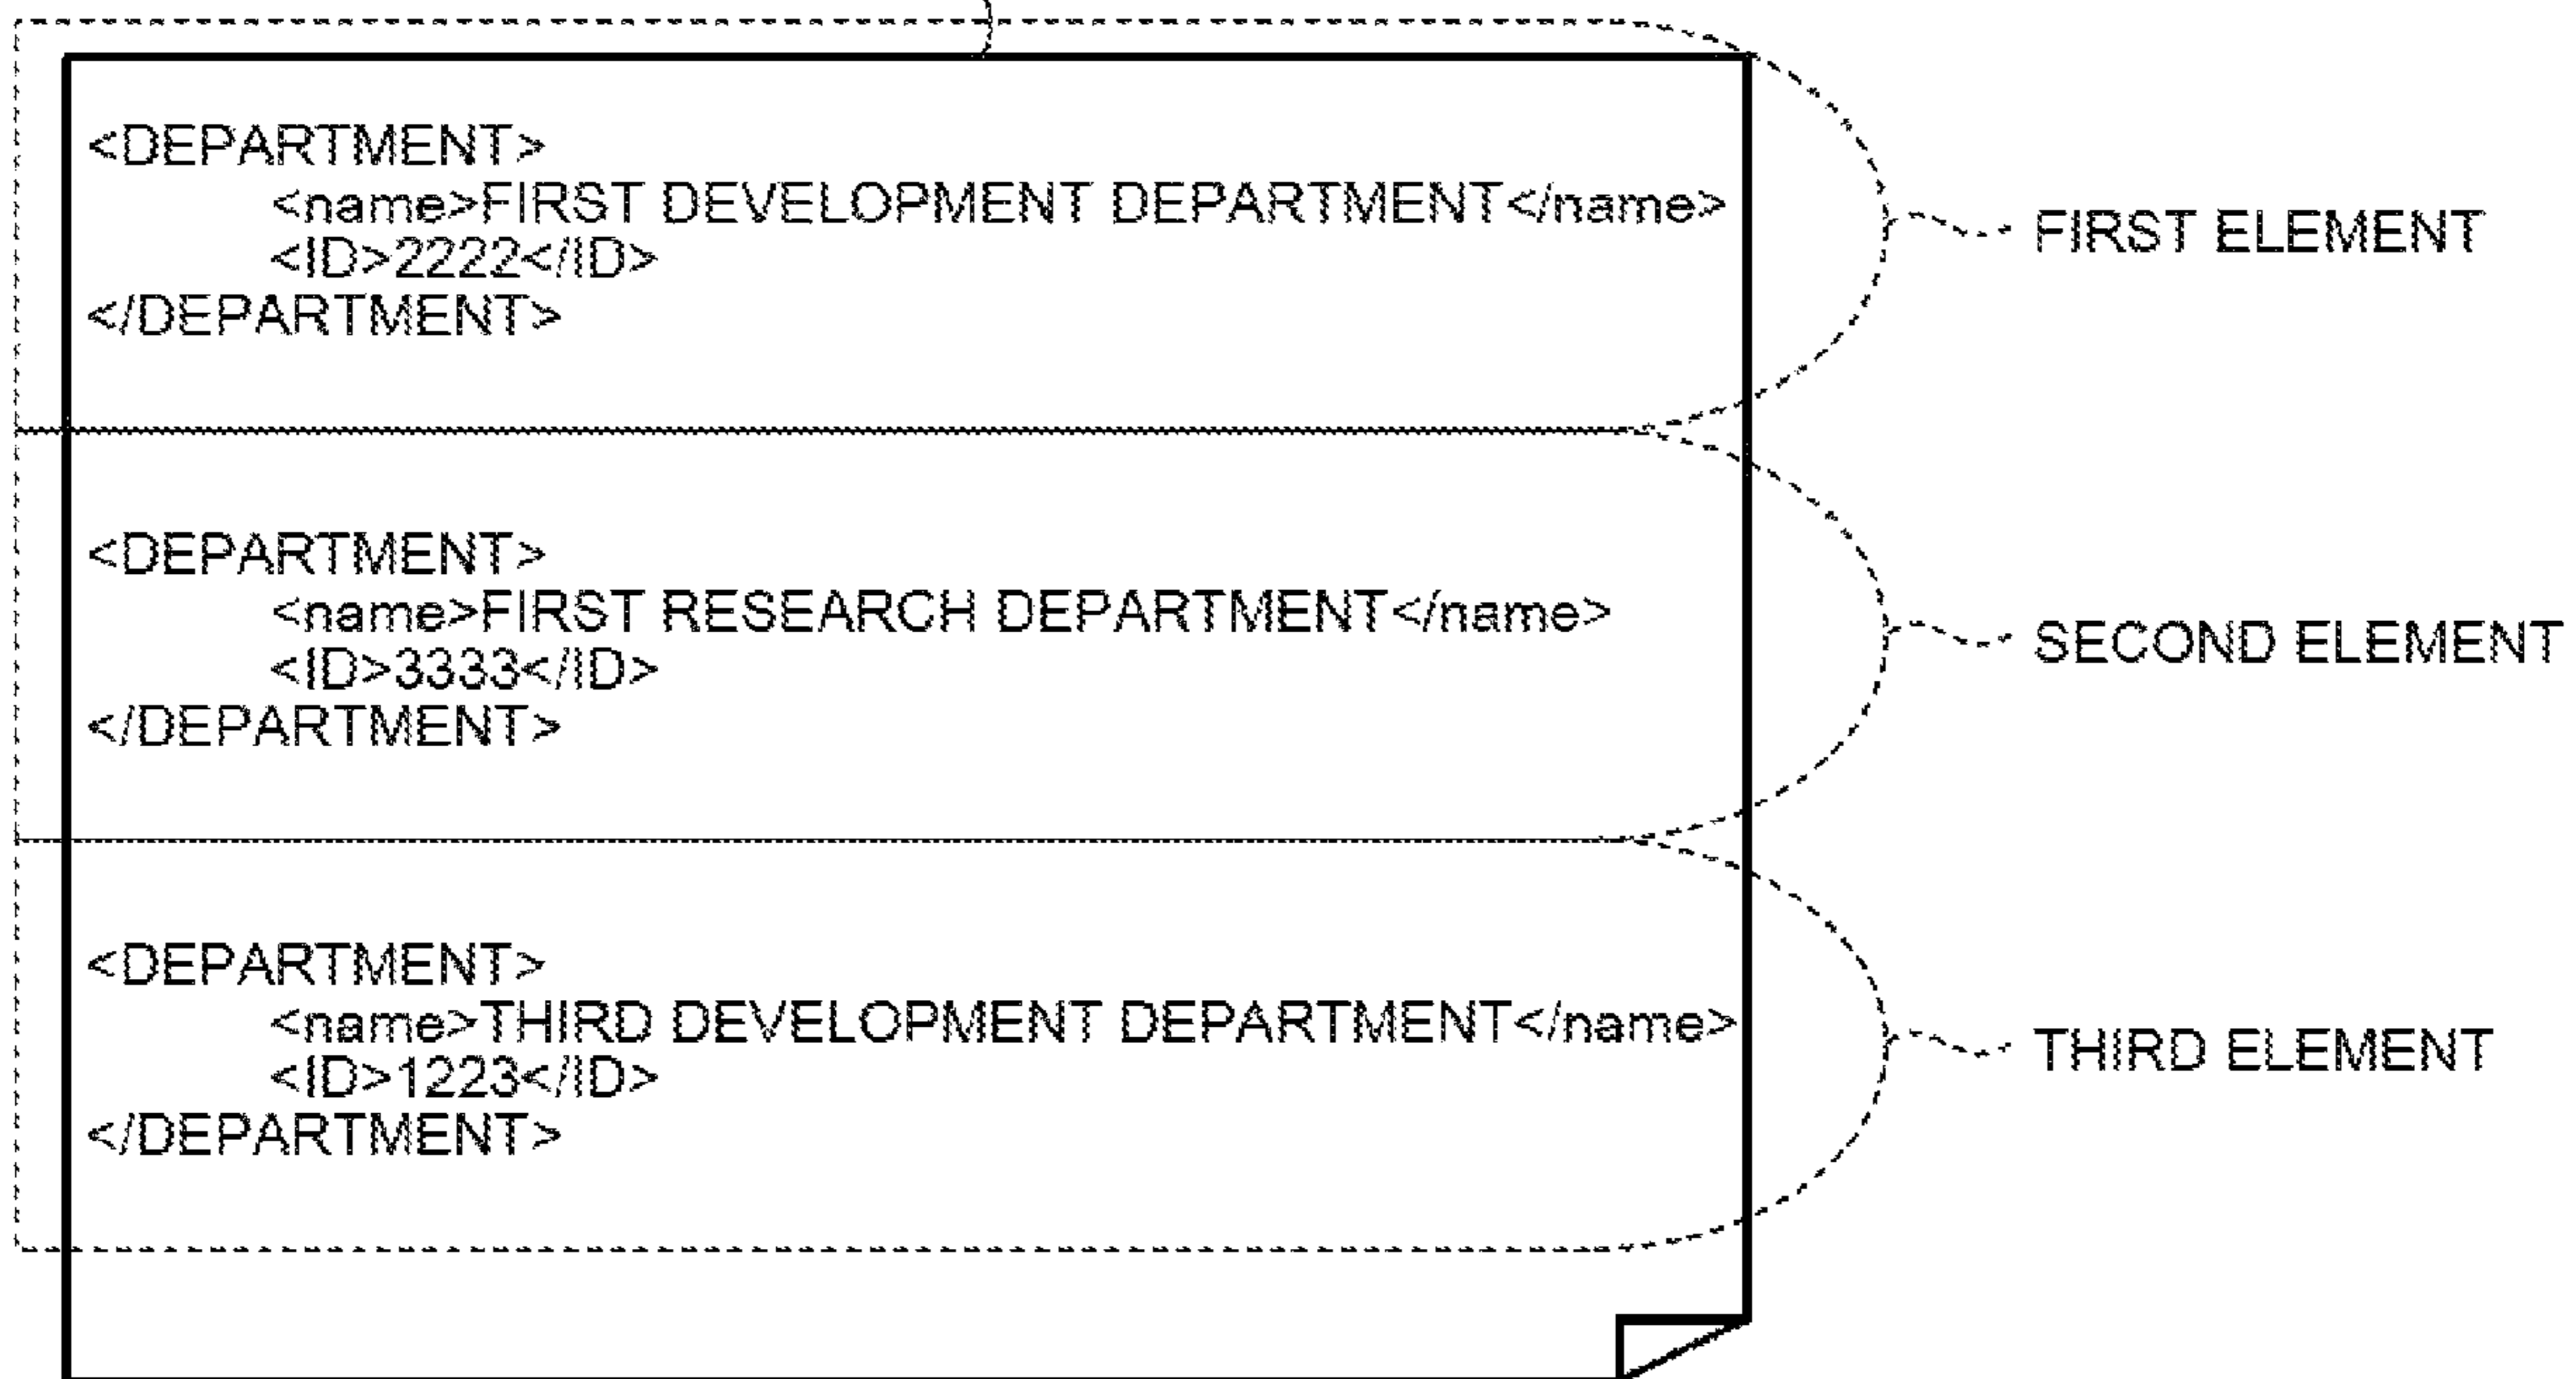 <DEPARTMENT>
<name>FIRST DEVELOPMENT DEPARTMENT</name>
<ID>2222</ID>
</DEPARTMENT>
FIRST ELEMENT
<DEPARTMENT>
<name>FIRST RESEARCH DEPARTMENT</name>
<ID>3333</ID>
</DEPARTMENT>
SECOND ELEMENT
<DEPARTMENT>
<name>THIRD DEVELOPMENT DEPARTMENT</name>
<ID>1223</ID>
</DEPARTMENT>
THIRD ELEMENT